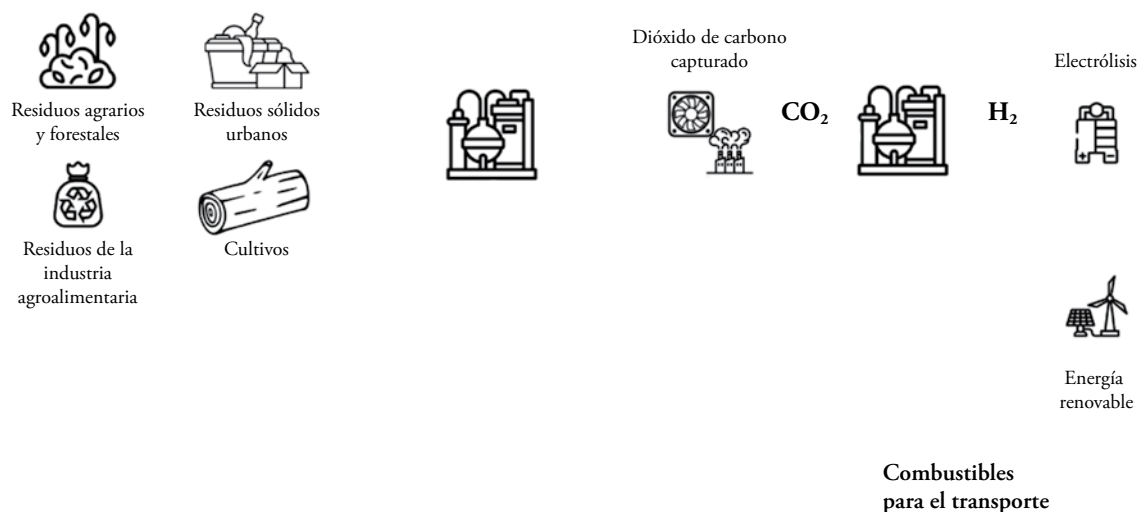 Residuos agrarios
y forestales
Residuos sólidos
urbanos
Residuos de la
industria
agroalimentaria
Cultivos
Dióxido de carbono
capturado
CO₂
H₂
Electrólisis
+ −
Energía
renovable
Combustibles
para el transporte